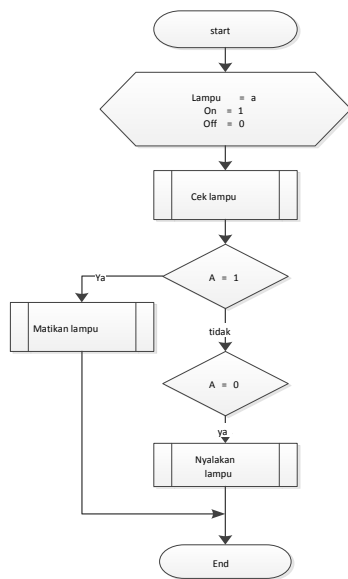 start
Lampu = a
On = 1
Off = 0
Cek lampu
A = 1
Ya
Matikan lampu
tidak
A = 0
ya
Nyalakan
lampu
End